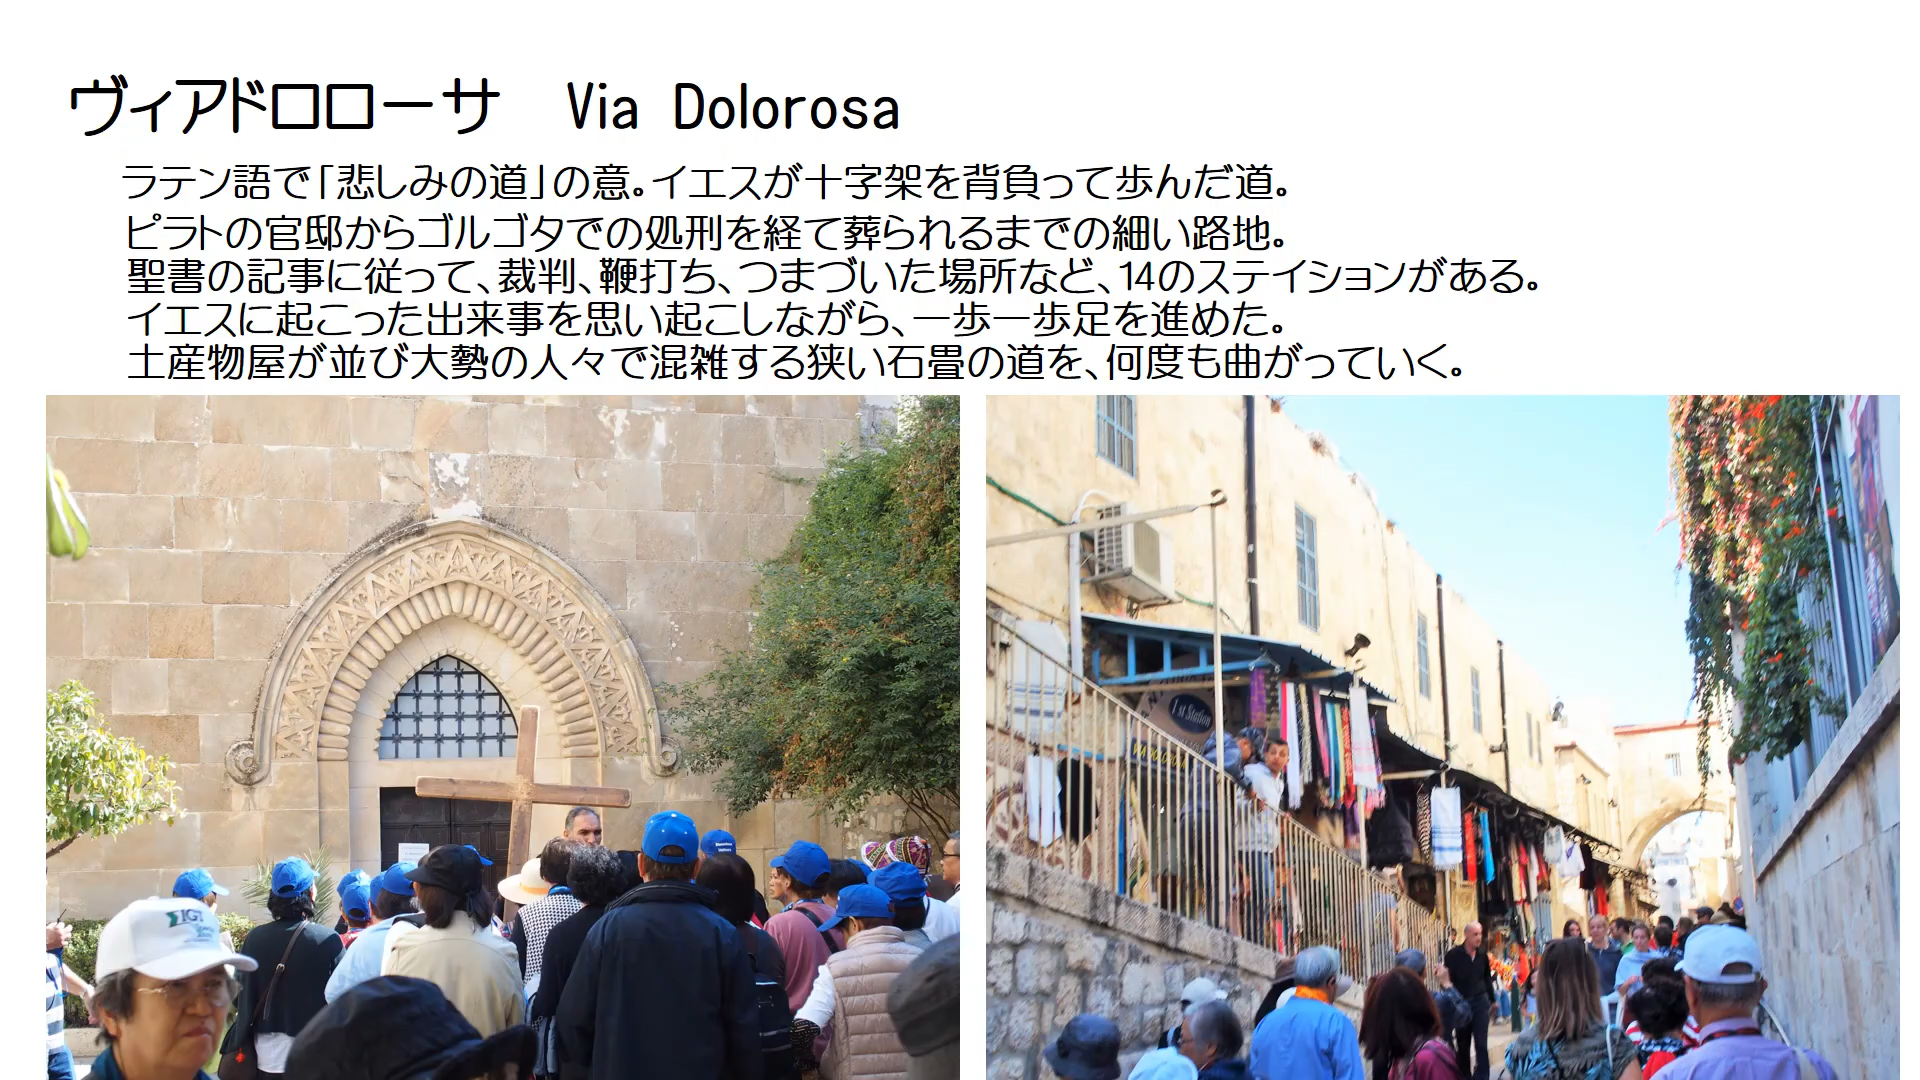 ヴィアドロローサ　Via Dolorosa
ラテン語で「悲しみの道」の意。イエスが十字架を背負って歩んだ道。
ピラトの官邸からゴルゴタでの処刑を経て葬られるまでの細い路地。
聖書の記事に従って、裁判、鞭打ち、つまづいた場所など、14のステイションがある。
イエスに起こった出来事を思い起こしながら、一歩一歩足を進めた。
土産物屋が並び大勢の人々で混雑する狭い石畳の道を、何度も曲がっていく。
IGT
1st Station
VIA DOLOROSA